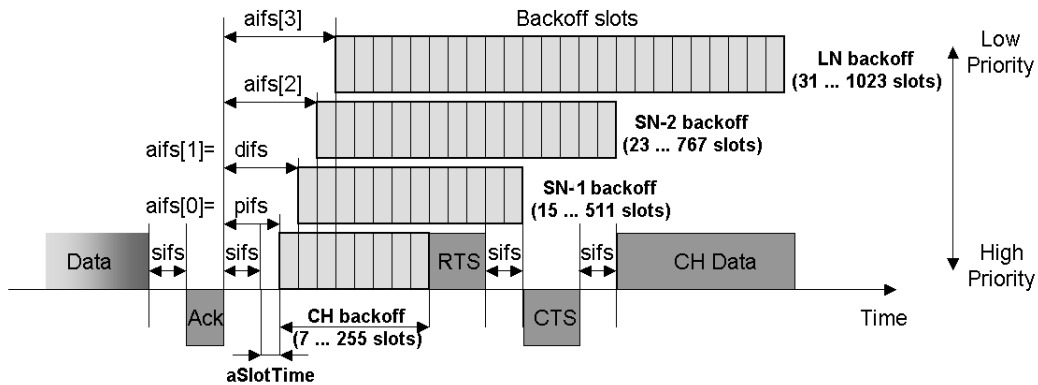 aifs[3]
Backoff slots
Low
Priority
LN backoff
(31 ... 1023 slots)
aifs[2]
SN-2 backoff
(23 ... 767 slots)
aifs[1]= difs
SN-1 backoff
(15 ... 511 slots)
aifs[0]= pifs
Data
sifs
sifs
RTS
sifs
sifs
CH Data
High
Priority
Ack
CH backoff
(7 ... 255 slots)
CTS
Time
aSlotTime